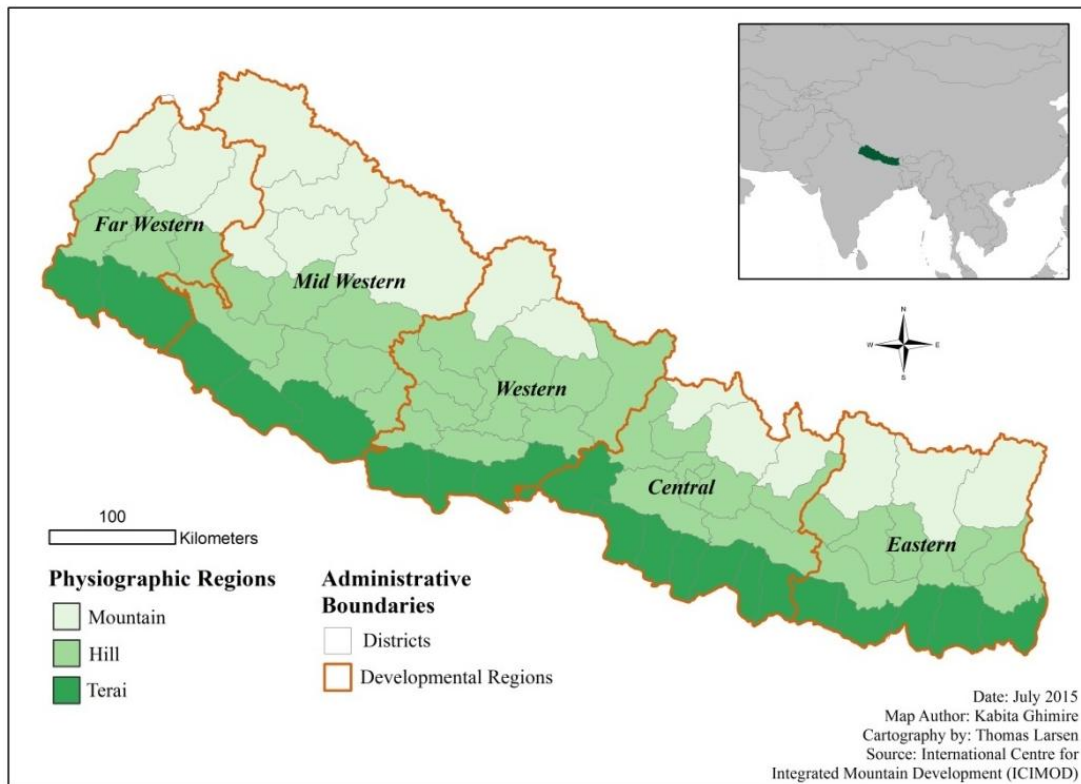 Far Western
Mid Western
Western
Central
Eastern
N
W
E
S
100
Kilometers
Physiographic Regions
Mountain
Hill
Terai
Administrative
Boundaries
Districts
Developmental Regions
Date: July 2015
Map Author: Kabita Ghimire
Cartography by: Thomas Larsen
Source: International Centre for
Integrated Mountain Development (ICIMOD)